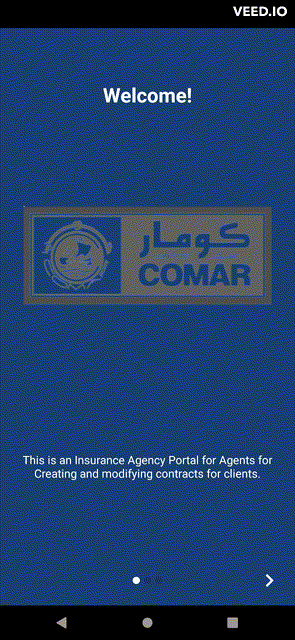 VEED.IO
Welcome!
كومار
COMAR
This is an Insurance Agency Portal for Agents for
Creating and modifying contracts for clients.